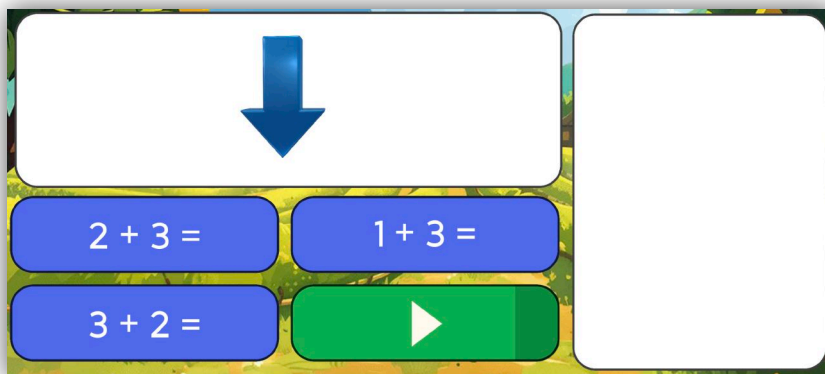 2 + 3 =
1 + 3 =
3 + 2 =